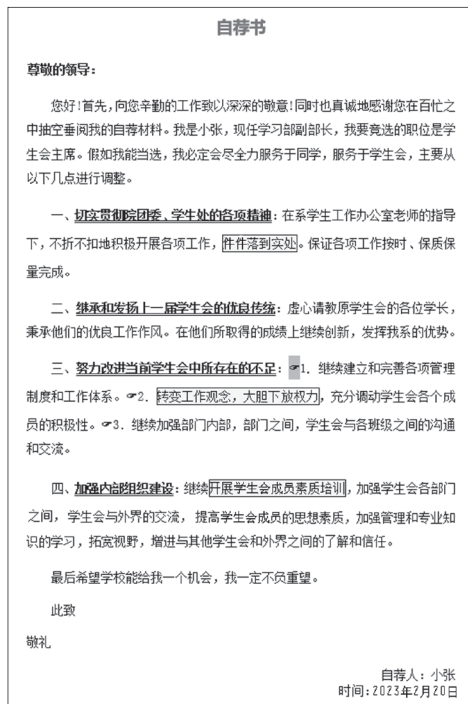 自荐书
尊敬的领导：
您好!首先,向您辛勤的工作致以深深的敬意!同时也真诚地感谢您在百忙之
中抽空垂阅我的自荐材料。我是小张,现任学习部副部长,我要竞选的职位是学
生会主席。假如我能当选,我必定会尽全力服务于同学,服务于学生会,主要从
以下几点进行调整。
一、切实贯彻院团委、学生处的各项精神：在系学生工作办公室老师的指导
下,不折不扣地积极开展各项工作,件件落到实处。保证各项工作按时、保质保
量完成。
二、继承和发扬上一届学生会的优良传统：虚心请教原学生会的各位学长,
秉承他们的优良工作作风。在他们所取得的成绩上继续创新,发挥我系的优势。
三、努力改进当前学生会中所存在的不足：☞1. 继续建立和完善各项管理
制度和工作体系。☞2. 转变工作观念,大胆下放权力,充分调动学生会各个成
员的积极性。☞3. 继续加强部门内部,部门之间,学生会与各班级之间的沟通
和交流。
四、加强内部组织建设：继续开展学生会成员素质培训,加强学生会各部门
之间, 学生会与外界的交流, 提高学生会成员的思想素质,加强管理和专业知
识的学习,拓宽视野,增进与其他学生会和外界之间的了解和信任。
最后希望学校能给我一个机会,我一定不负重望。
此致
敬礼
自荐人：小张
时间:2023年2月20日